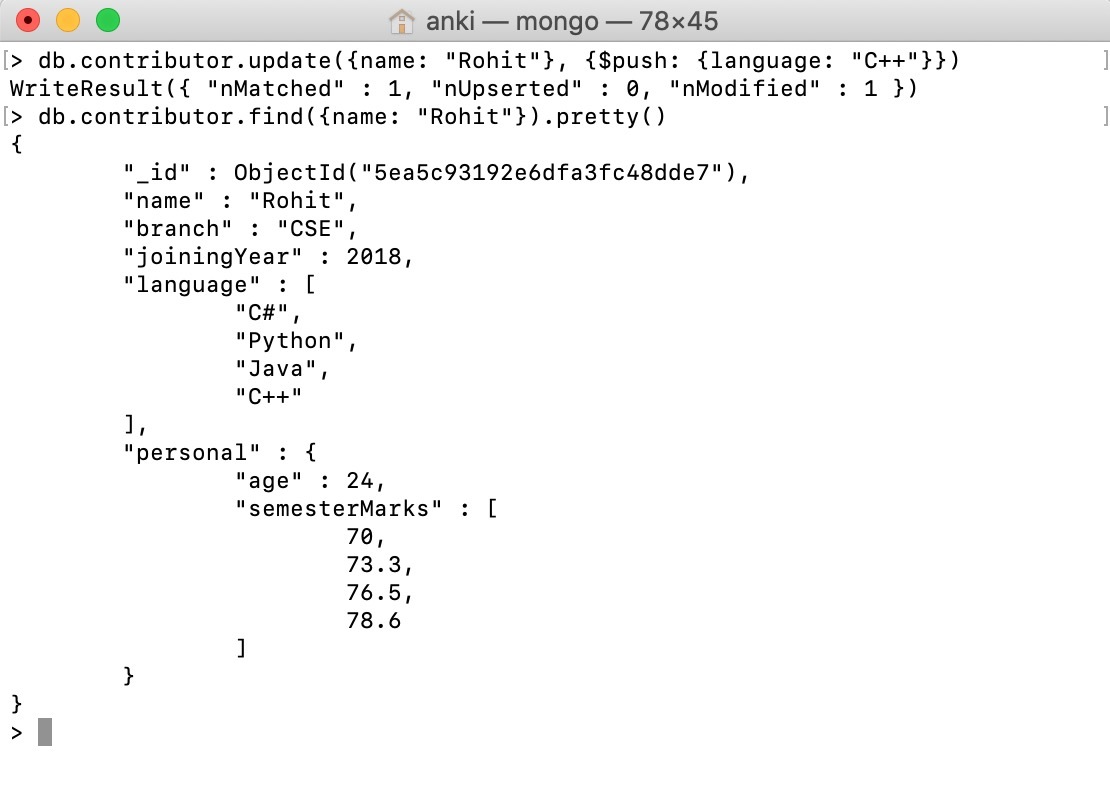 anki — mongo — 78×45
[> db.contributor.update({name: "Rohit"}, {$push: {language: "C++"}}) ]
WriteResult({ "nMatched" : 1, "nUpserted" : 0, "nModified" : 1 })
[> db.contributor.find({name: "Rohit"}).pretty() ]
{
        "_id" : ObjectId("5ea5c93192e6dfa3fc48dde7"),
        "name" : "Rohit",
        "branch" : "CSE",
        "joiningYear" : 2018,
        "language" : [
                "C#",
                "Python",
                "Java",
                "C++"
        ],
        "personal" : {
                "age" : 24,
                "semesterMarks" : [
                        70,
                        73.3,
                        76.5,
                        78.6
                ]
        }
}
>